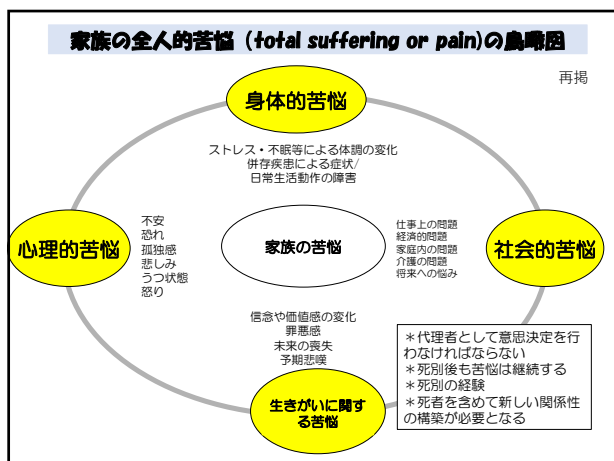 家族の全人的苦悩 (total suffering or pain)の鳥瞰図
再掲
身体的苦悩
ストレス・不眠等による体調の変化
併存疾患による症状/
日常生活動作の障害
心理的苦悩
不安
恐れ
孤独感
悲しみ
うつ状態
怒り
家族の苦悩
仕事上の問題
経済的問題
家庭内の問題
介護の問題
将来への悩み
社会的苦悩
信念や価値感の変化
罪悪感
未来の喪失
予期悲嘆
生きがいに関す
る苦悩
＊代理者として意思決定を行
わなければならない
＊死別後も苦悩は継続する
＊死別の経験
＊死者を含めて新しい関係性
の構築が必要となる